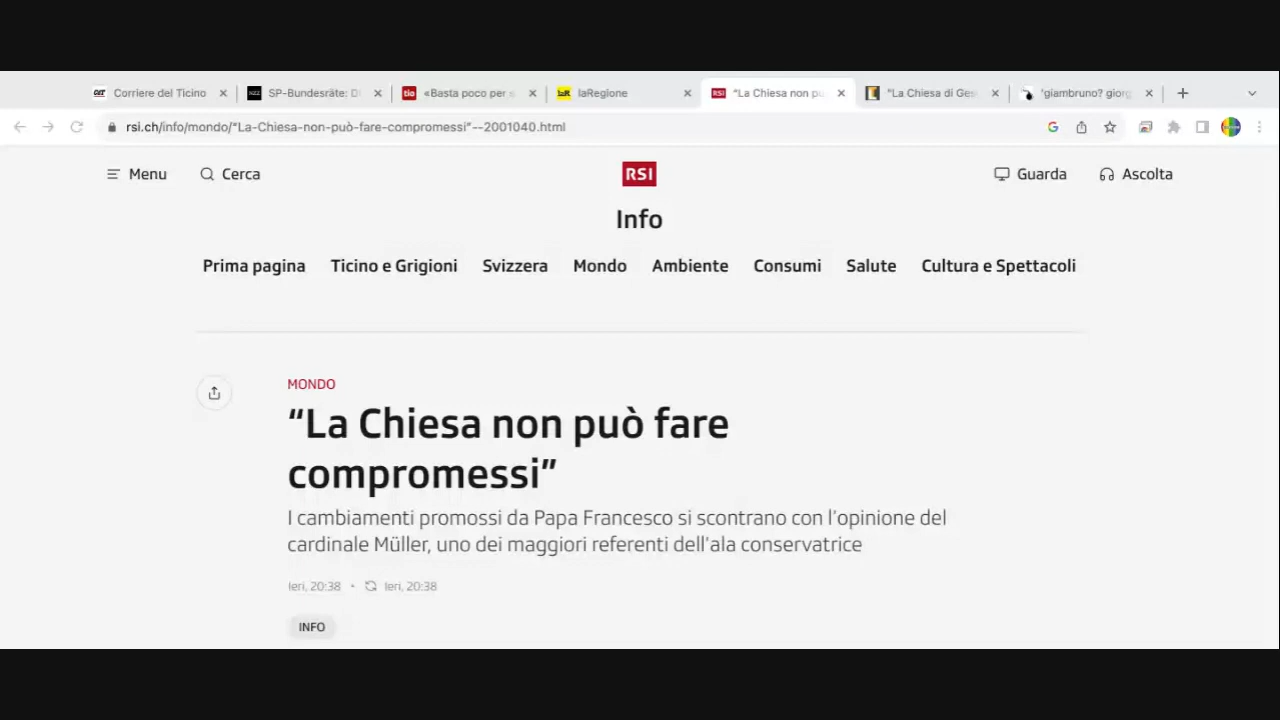 Corriere del Ticino
SP-Bundesräte: D
«Basta poco per
laRegione
RSI "La Chiesa non pu
"La Chiesa di Ges
'giambruno? giorg
rsi.ch/info/mondo/"La-Chiesa-non-può-fare-compromessi"--2001040.html
Menu
Cerca
RSI
Guarda
Ascolta
Info
Prima pagina
Ticino e Grigioni
Svizzera
Mondo
Ambiente
Consumi
Salute
Cultura e Spettacoli
MONDO
“La Chiesa non può fare
compromessi”
I cambiamenti promossi da Papa Francesco si scontrano con l'opinione del
cardinale Müller, uno dei maggiori referenti dell'ala conservatrice
Ieri, 20:38 • Ieri, 20:38
INFO